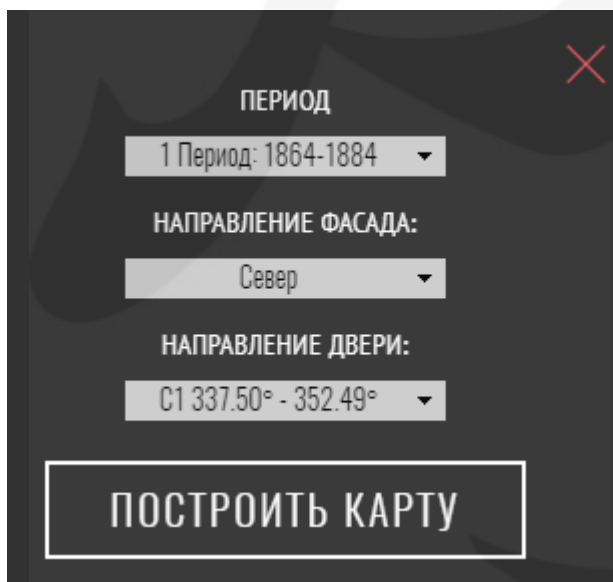 ПЕРИОД
1 Период: 1864-1884
НАПРАВЛЕНИЕ ФАСАДА:
Север
НАПРАВЛЕНИЕ ДВЕРИ:
С1 337.50° - 352.49°
ПОСТРОИТЬ КАРТУ